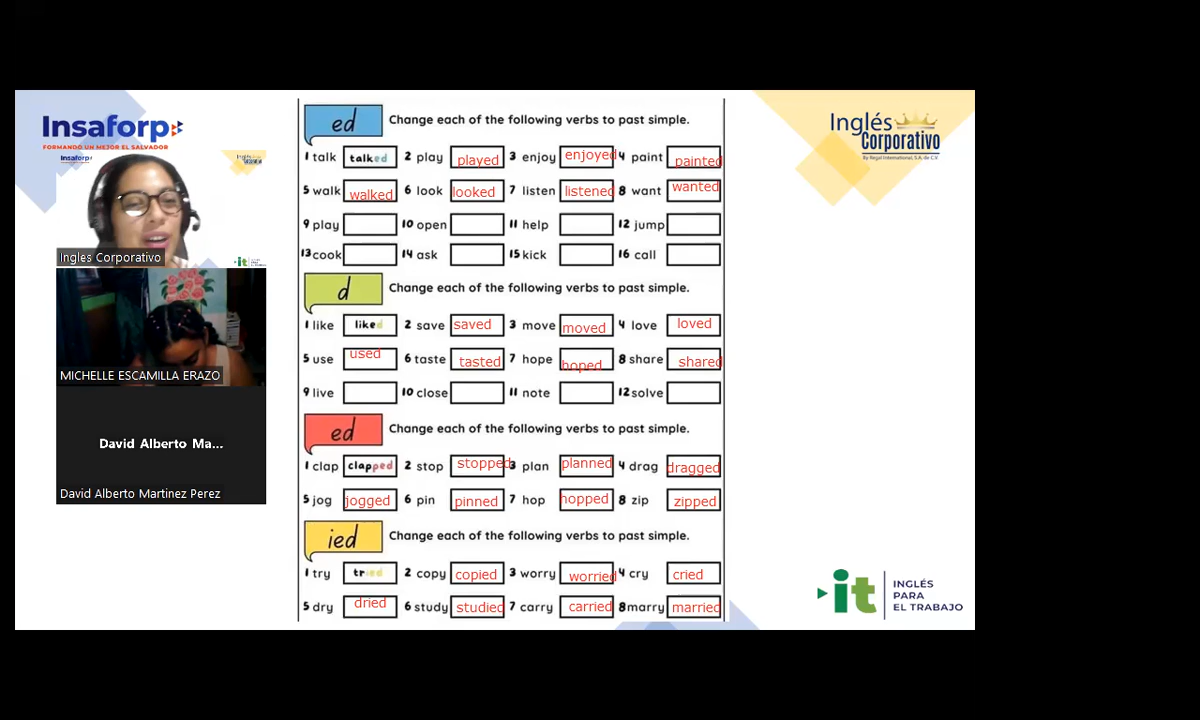 Insaforp
FORMANDO UN MEJOR EL SALVADOR
Insaforp
Ingles Corporativo
MICHELLE ESCAMILLA ERAZO
David Alberto Ma...
David Alberto Martinez Perez
ed Change each of the following verbs to past simple.
1 talk talked 2 play played 3 enjoy enjoyed 4 paint painted
5 walk walked 6 look looked 7 listen listened 8 want wanted
9 play 10 open 11 help 12 jump
13 cook 14 ask 15 kick 16 call
d Change each of the following verbs to past simple.
1 like liked 2 save saved 3 move moved 4 love loved
5 use used 6 taste tasted 7 hope hoped 8 share shared
9 live 10 close 11 note 12 solve
ed Change each of the following verbs to past simple.
1 clap clapped 2 stop stopped 3 plan planned 4 drag dragged
5 jog jogged 6 pin pinned 7 hop hopped 8 zip zipped
ied Change each of the following verbs to past simple.
1 try tried 2 copy copied 3 worry worried 4 cry cried
5 dry dried 6 study studied 7 carry carried 8 marry married
Inglés
Corporativo
By Regal International, S.A. de C.V.
it
INGLÉS
PARA
EL TRABAJO